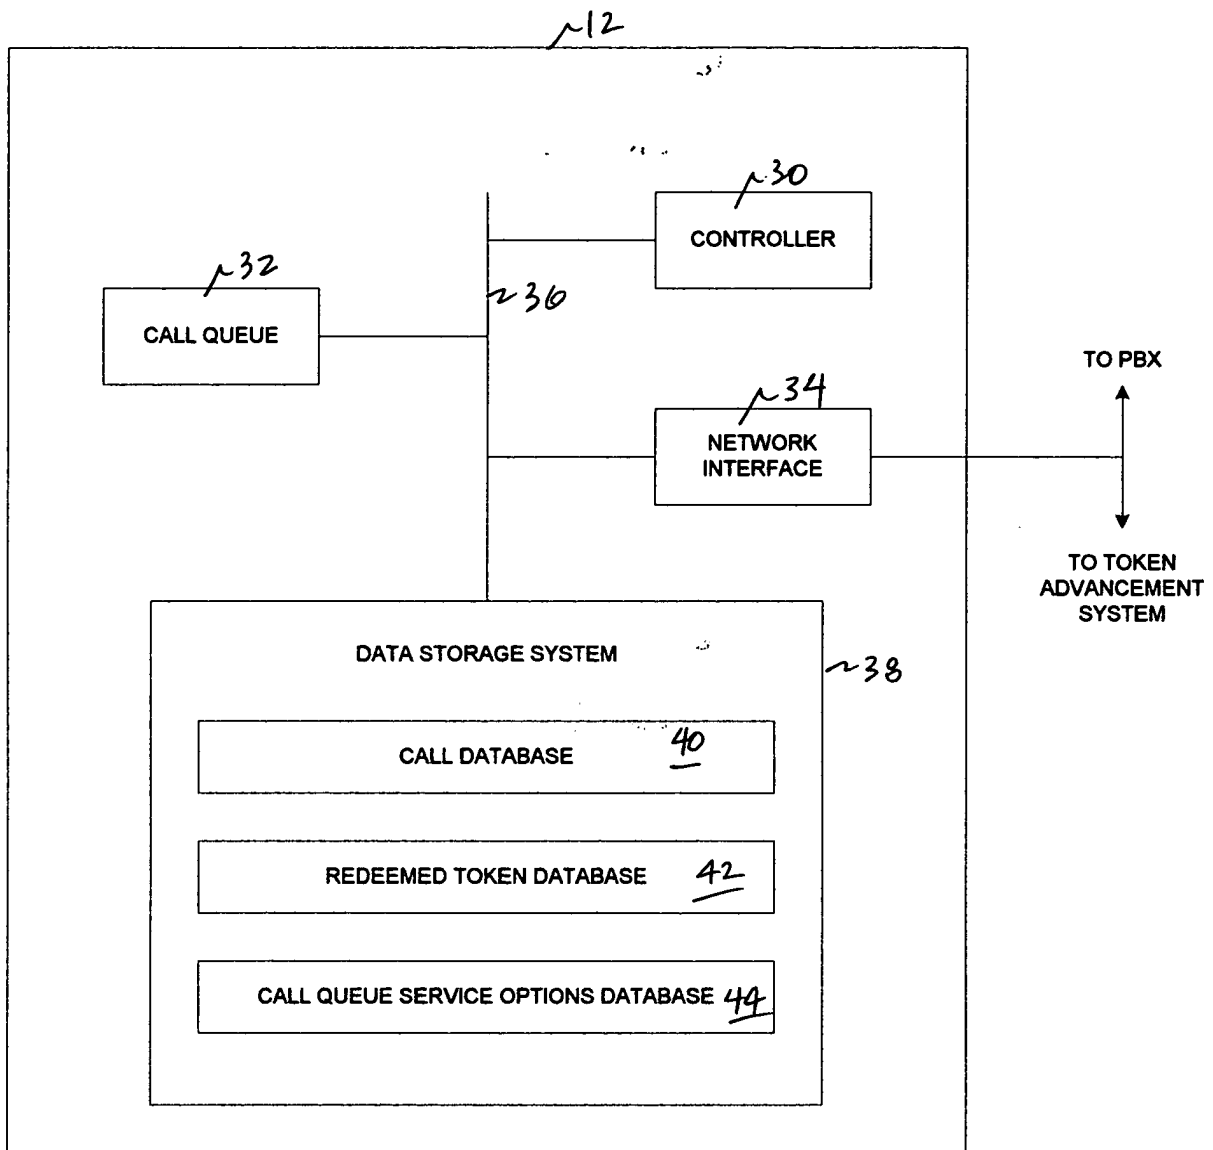 12
30
CONTROLLER
32
CALL QUEUE
36
TO PBX
34
NETWORK
INTERFACE
TO TOKEN
ADVANCEMENT
SYSTEM
DATA STORAGE SYSTEM
38
CALL DATABASE 40
REDEEMED TOKEN DATABASE 42
CALL QUEUE SERVICE OPTIONS DATABASE 44